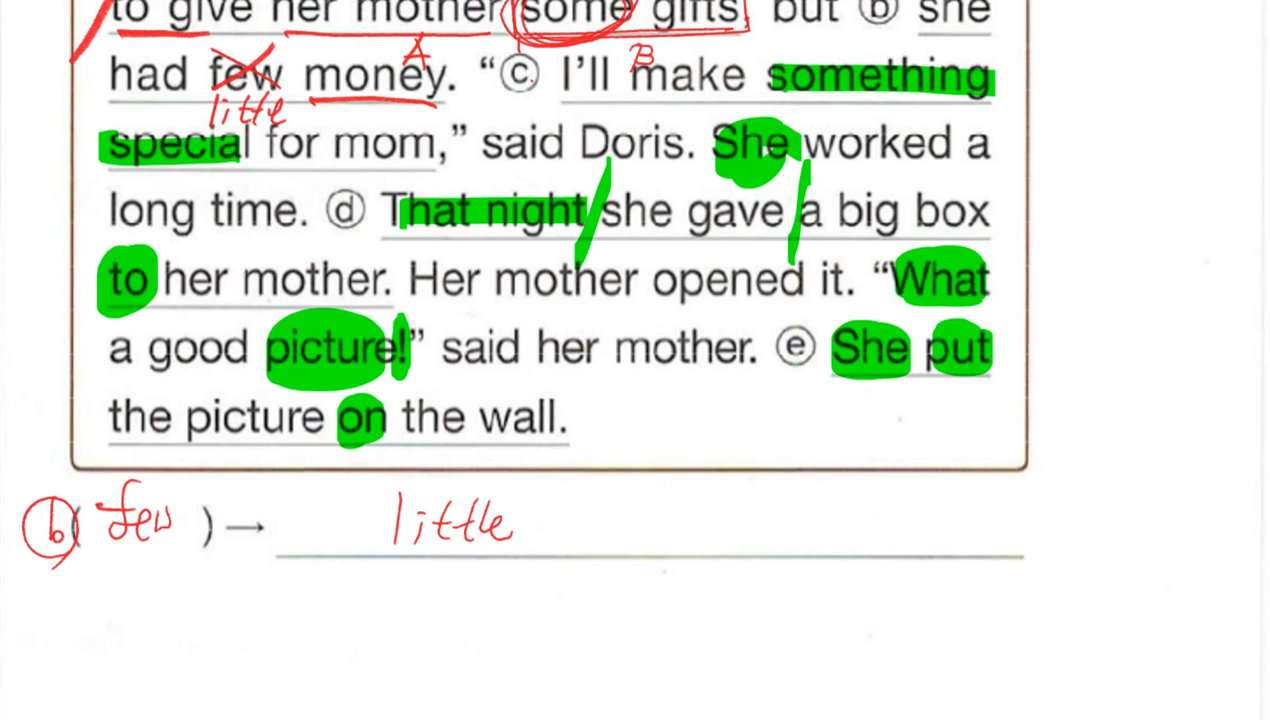 to give her mother some gifts, but ⓑ she
A B
had few money. “ⓒ I’ll make something
little
special for mom,” said Doris. She worked a
long time. ⓓ That night she gave a big box
to her mother. Her mother opened it. “What
a good picture!” said her mother. ⓔ She put
the picture on the wall.
b( few ) → little